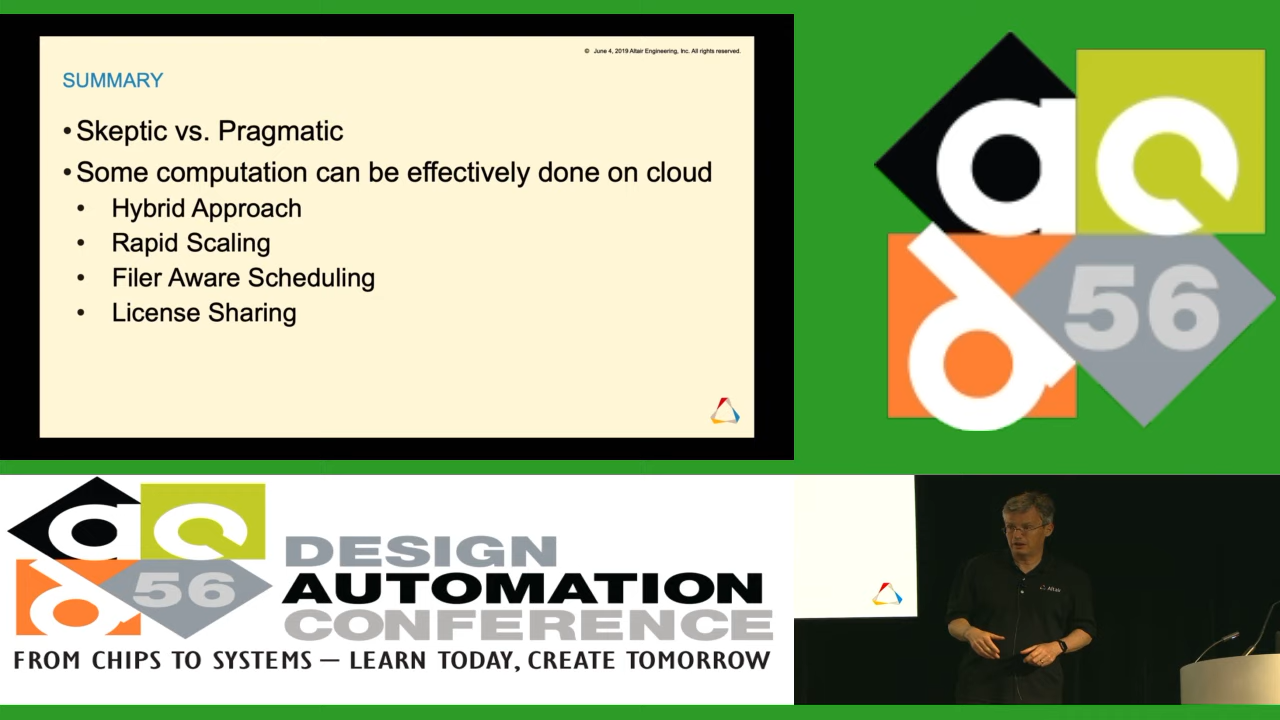 © June 4, 2019 Altair Engineering, Inc. All rights reserved.
SUMMARY
• Skeptic vs. Pragmatic
• Some computation can be effectively done on cloud
• Hybrid Approach
• Rapid Scaling
• Filer Aware Scheduling
• License Sharing
dac
56
dac
56
DESIGN
AUTOMATION
CONFERENCE
FROM CHIPS TO SYSTEMS — LEARN TODAY, CREATE TOMORROW